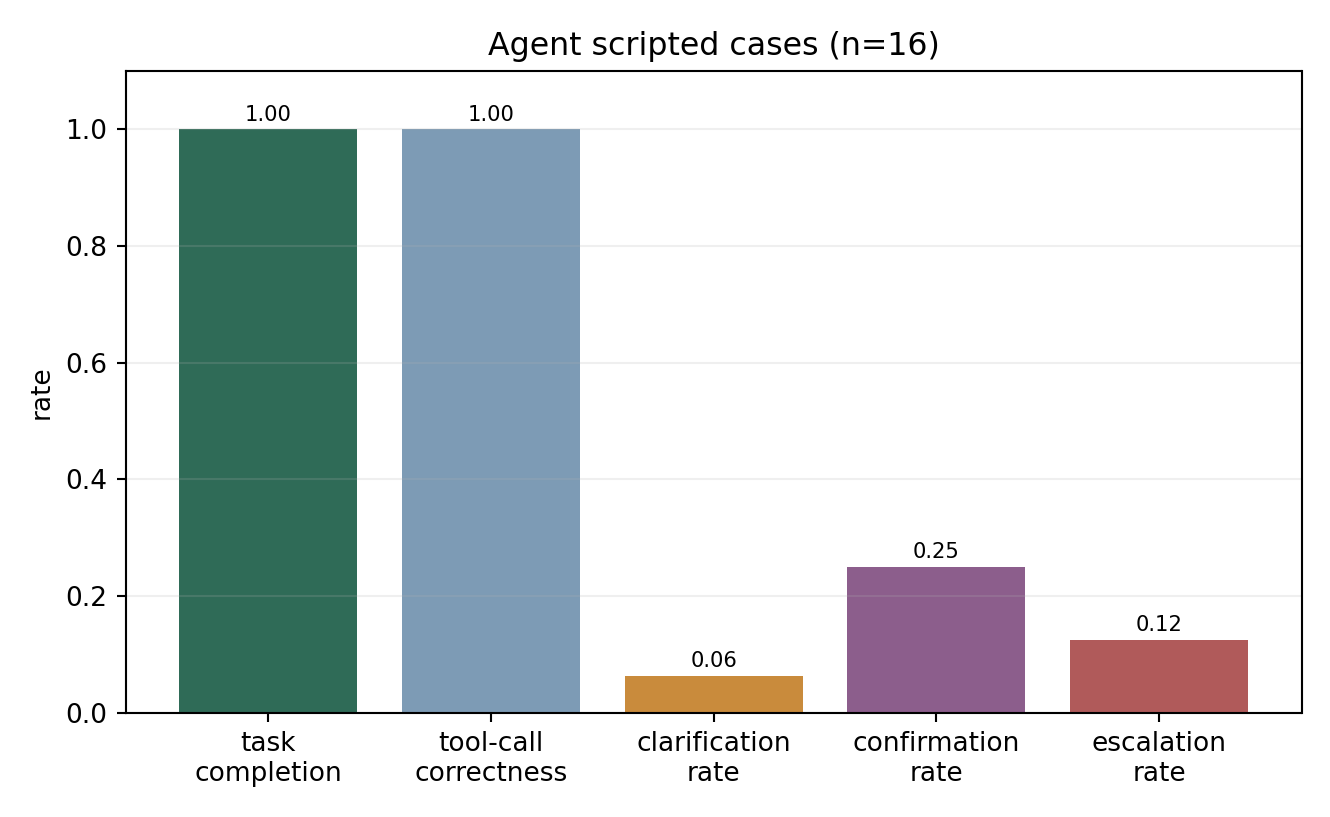 Agent scripted cases (n=16)
1.00
1.00
0.06
0.25
0.12
1.0
0.8
0.6
0.4
0.2
0.0
rate
task
completion
tool-call
correctness
clarification
rate
confirmation
rate
escalation
rate